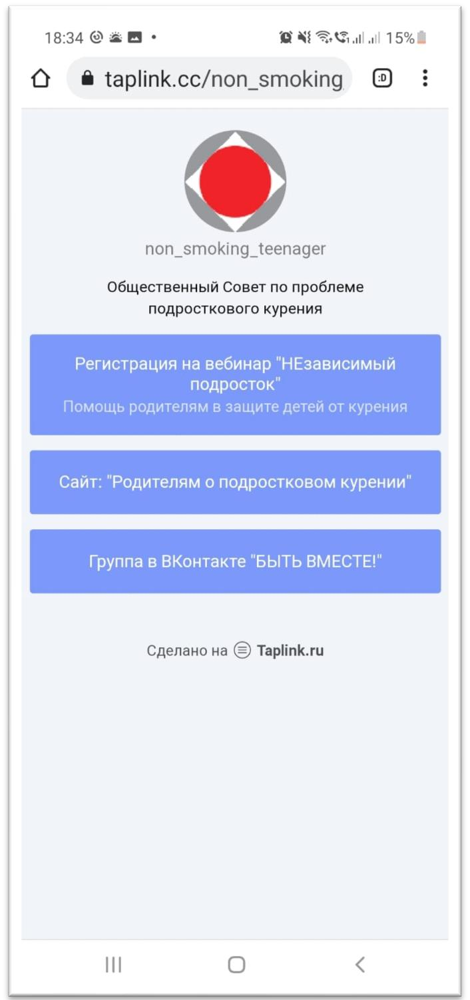 18:34
15%
taplink.cc/non_smoking
:D
non_smoking_teenager
Общественный Совет по проблеме
подросткового курения
Регистрация на вебинар "НЕзависимый
подросток"
Помощь родителям в защите детей от курения
Сайт: "Родителям о подростковом курении"
Группа в ВКонтакте "БЫТЬ ВМЕСТЕ!"
Сделано на Taplink.ru